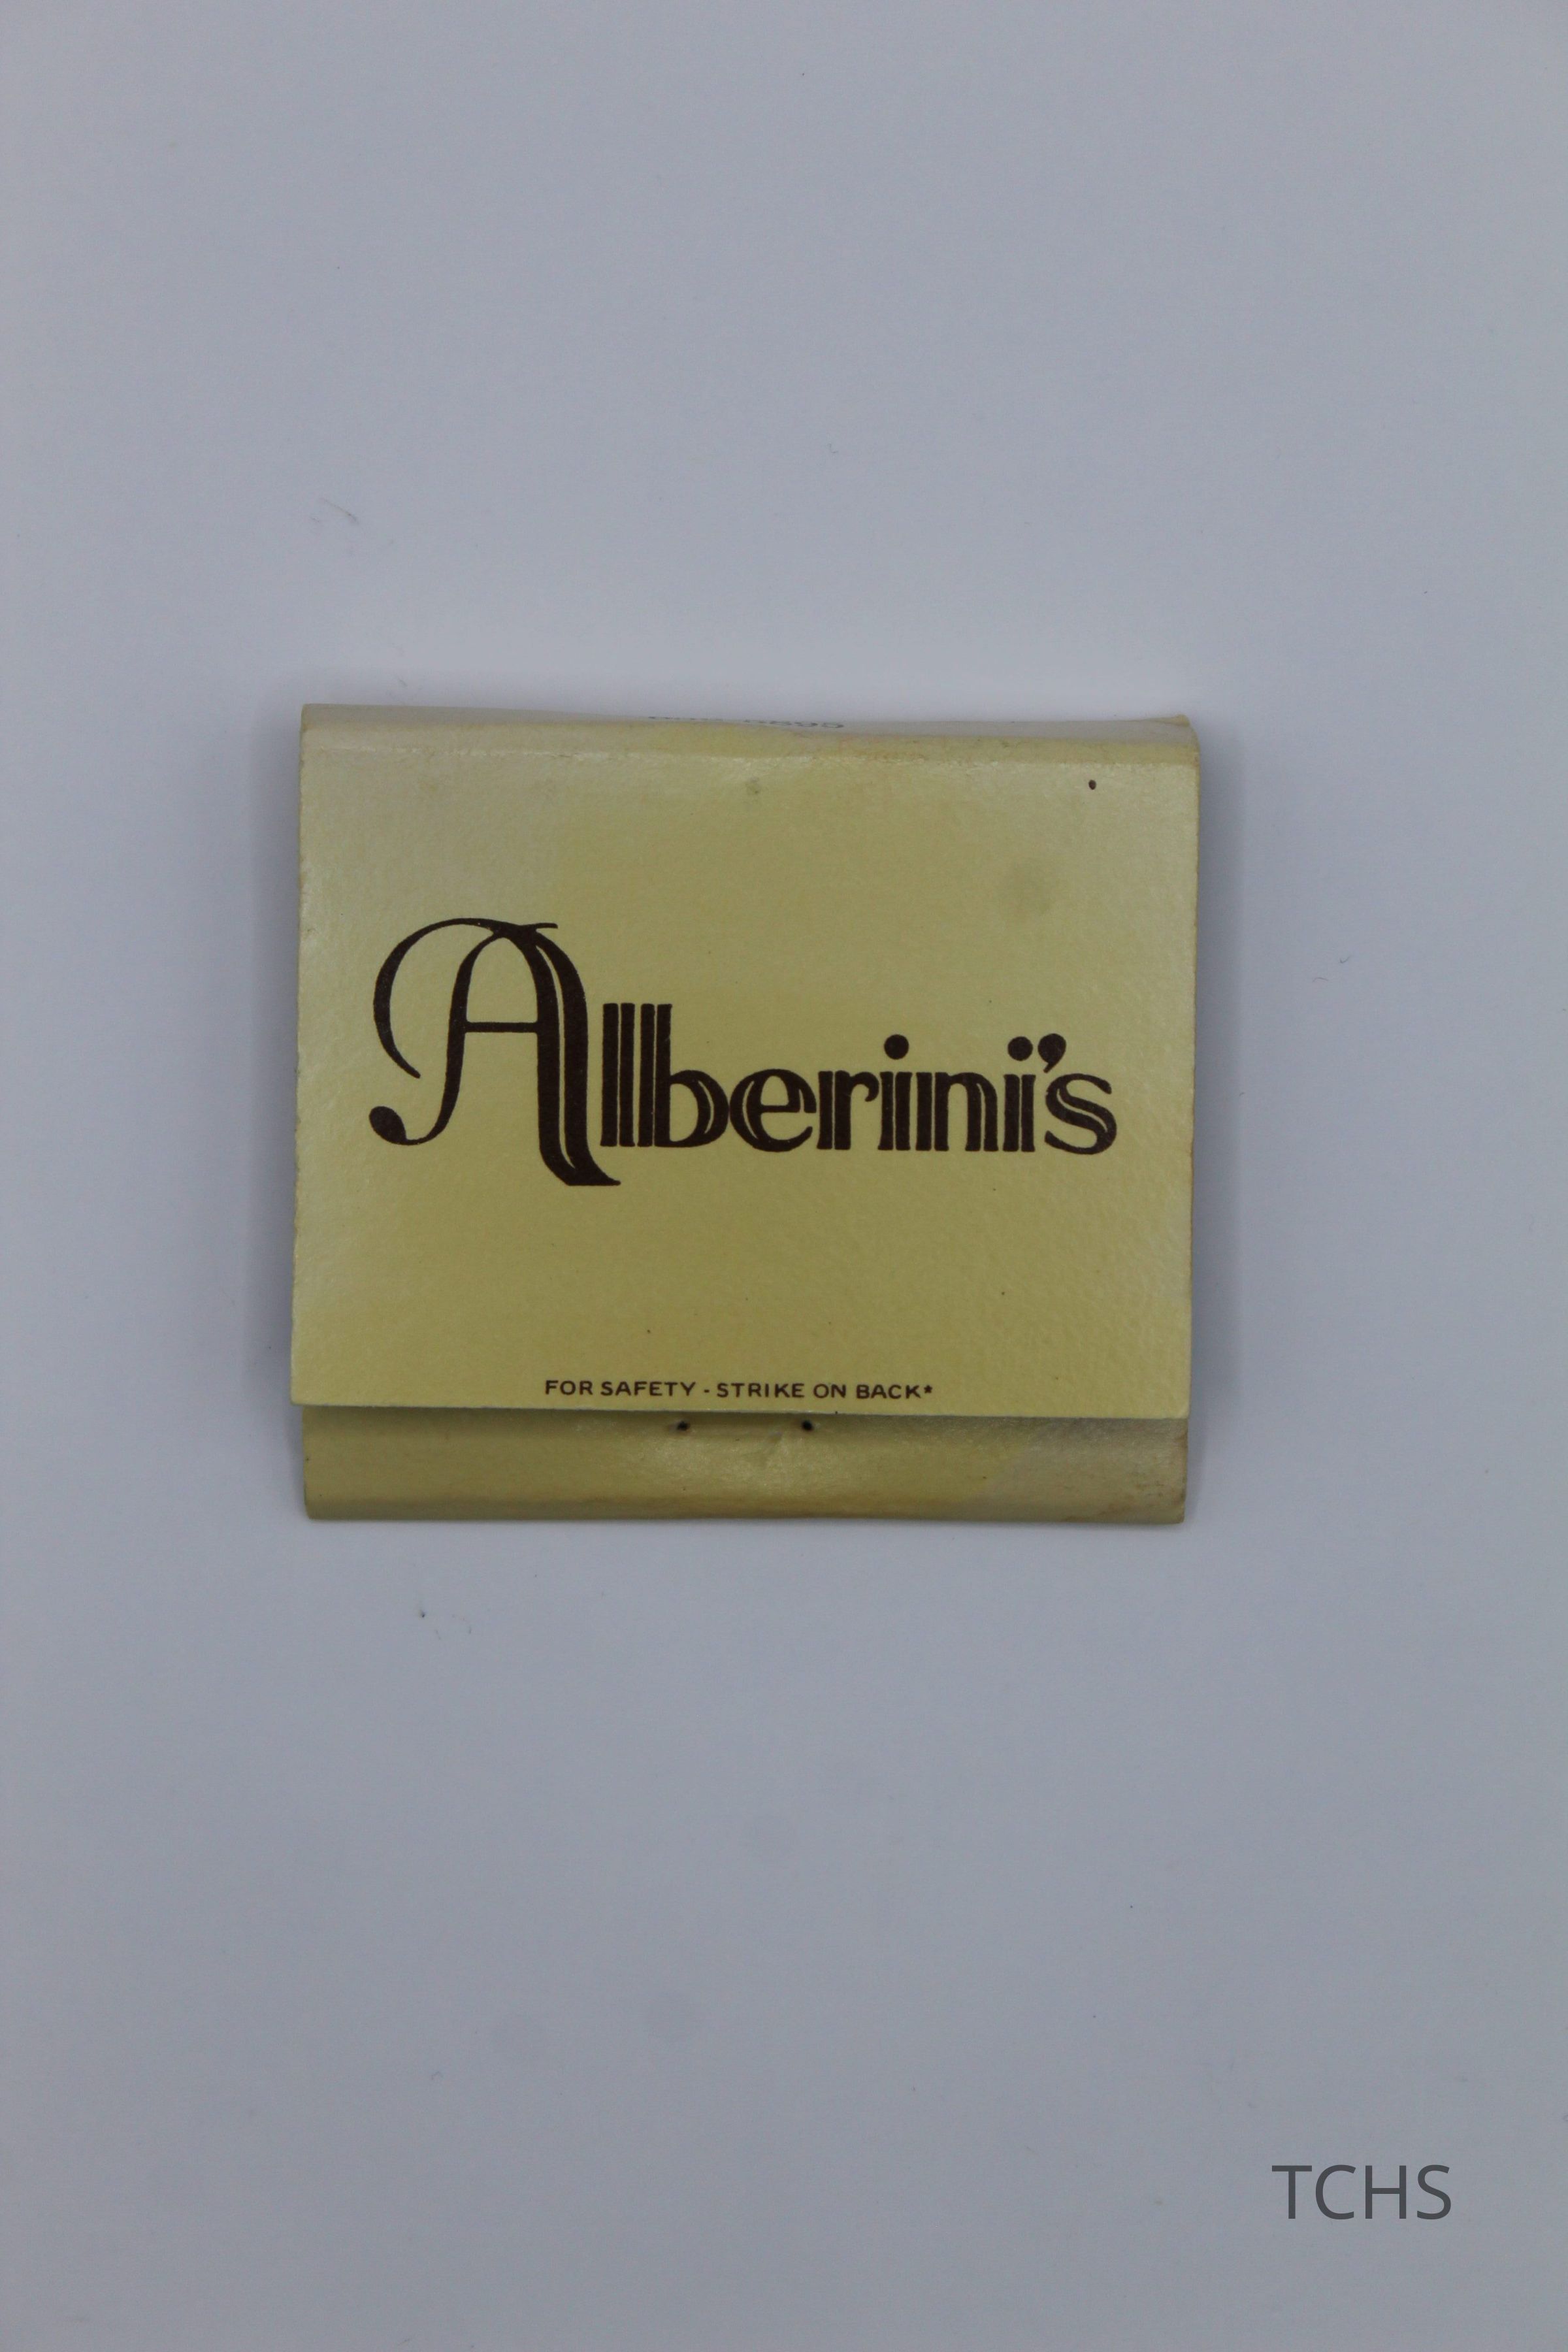 Alberini's
FOR SAFETY - STRIKE ON BACK*
TCHS